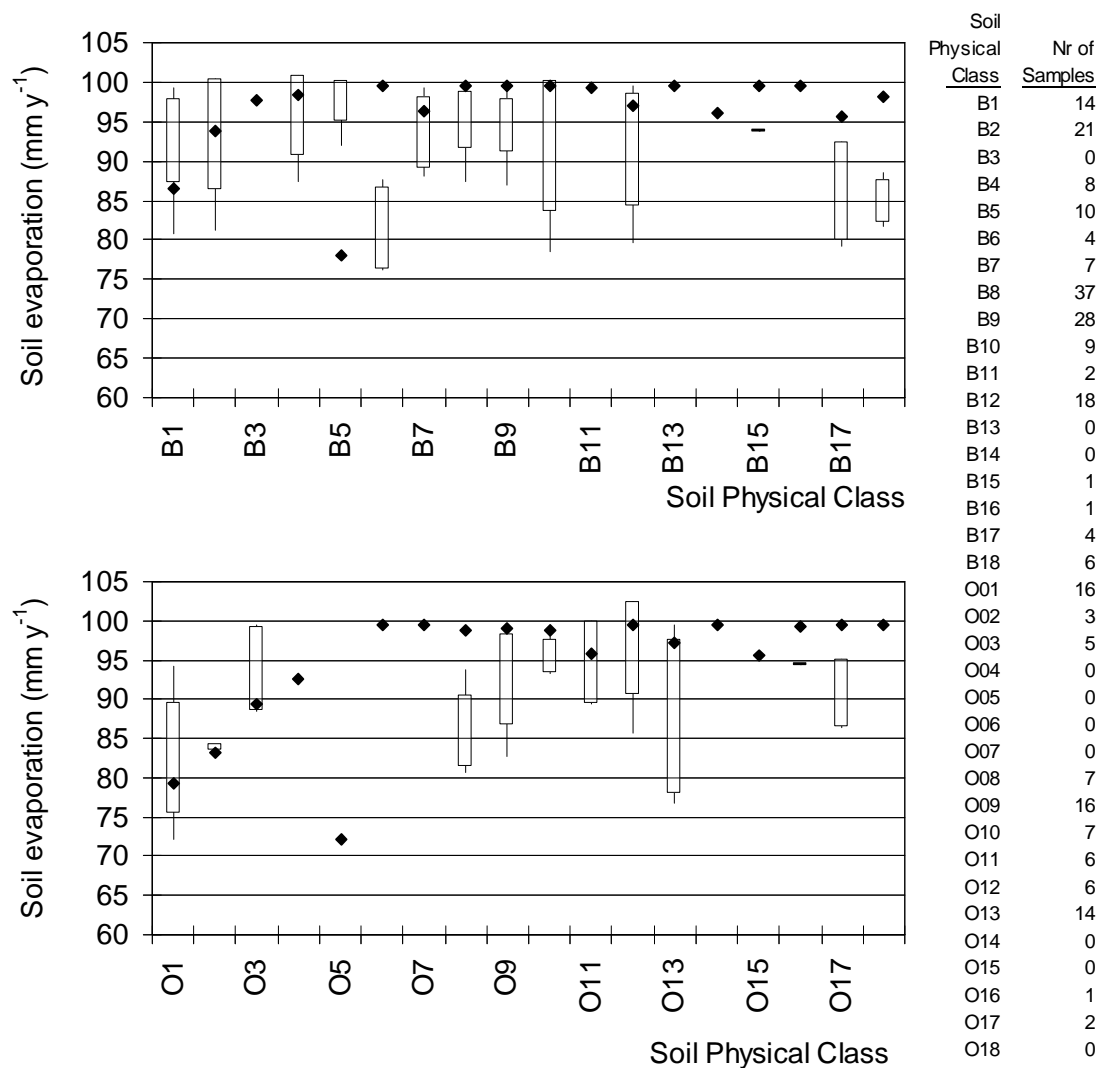 105
100
95
90
85
80
75
70
65
60
Soil evaporation (mm y⁻¹)
B1 B3 B5 B7 B9 B11 B13 B15 B17
Soil Physical Class
105
100
95
90
85
80
75
70
65
60
Soil evaporation (mm y⁻¹)
O1 O3 O5 O7 O9 O11 O13 O15 O17
Soil Physical Class
Soil
Physical Nr of
Class Samples
B1 14
B2 21
B3 0
B4 8
B5 10
B6 4
B7 7
B8 37
B9 28
B10 9
B11 2
B12 18
B13 0
B14 0
B15 1
B16 1
B17 4
B18 6
O01 16
O02 3
O03 5
O04 0
O05 0
O06 0
O07 0
O08 7
O09 16
O10 7
O11 6
O12 6
O13 14
O14 0
O15 0
O16 1
O17 2
O18 0